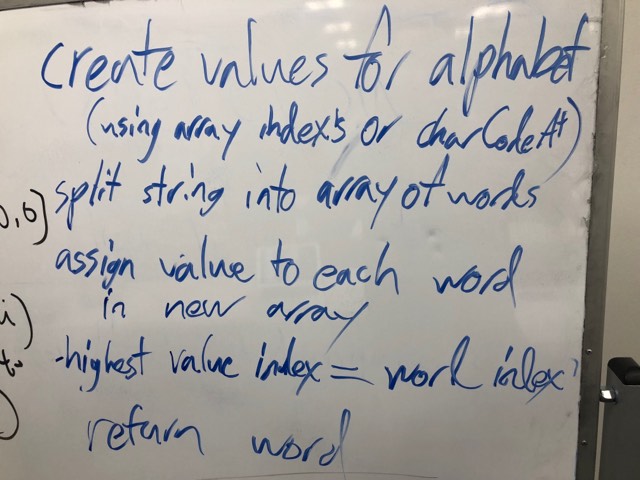 create values for alphabet
(using array index's or charCodeAt)
split string into array of words
0,6]
assign value to each word
in new array
-highest value index = word index
return word